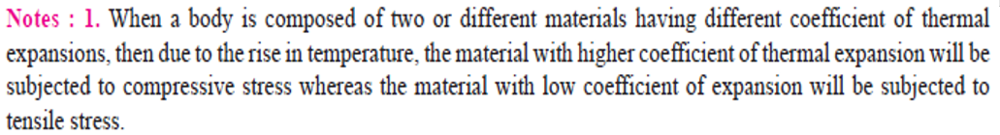 Notes : 1. When a body is composed of two or different materials having different coefficient of thermal
expansions, then due to the rise in temperature, the material with higher coefficient of thermal expansion will be
subjected to compressive stress whereas the material with low coefficient of expansion will be subjected to
tensile stress.